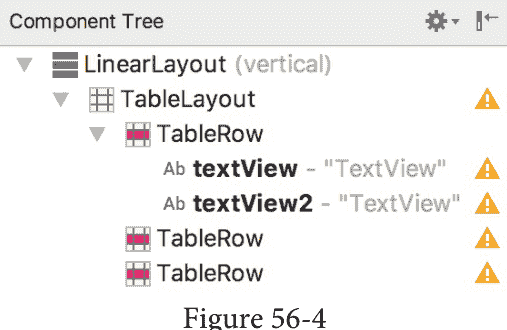 Component Tree
LinearLayout (vertical)
TableLayout
TableRow
Ab textView - "TextView"
Ab textView2 - "TextView"
TableRow
TableRow
Figure 56-4